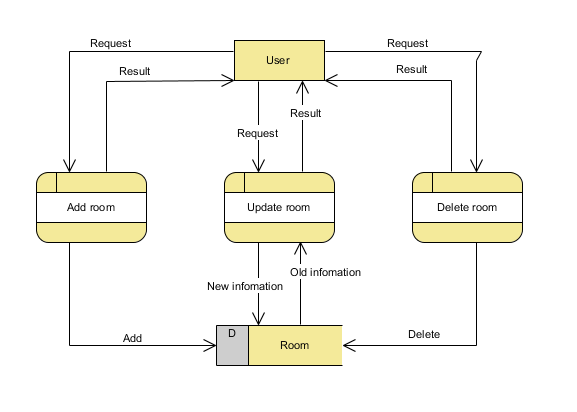 Request
Request
User
Result
Result
Result
Request
Add room
Update room
Delete room
Old infomation
New infomation
D
Add
Delete
Room